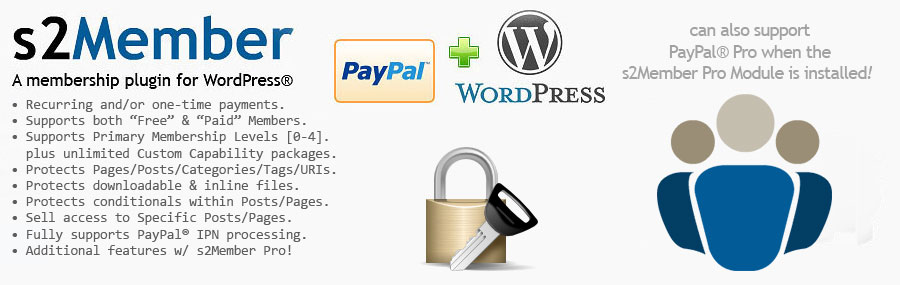 s2Member
A membership plugin for WordPress®
• Recurring and/or one-time payments.
• Supports both “Free” & “Paid” Members.
• Supports Primary Membership Levels [0-4].
plus unlimited Custom Capability packages.
• Protects Pages/Posts/Categories/Tags/URIs.
• Protects downloadable & inline files.
• Protects conditionals within Posts/Pages.
• Sell access to Specific Posts/Pages.
• Fully supports PayPal® IPN processing.
• Additional features w/ s2Member Pro!
PayPal™
W
WORDPRESS
can also support
PayPal® Pro when the
s2Member Pro Module is installed!